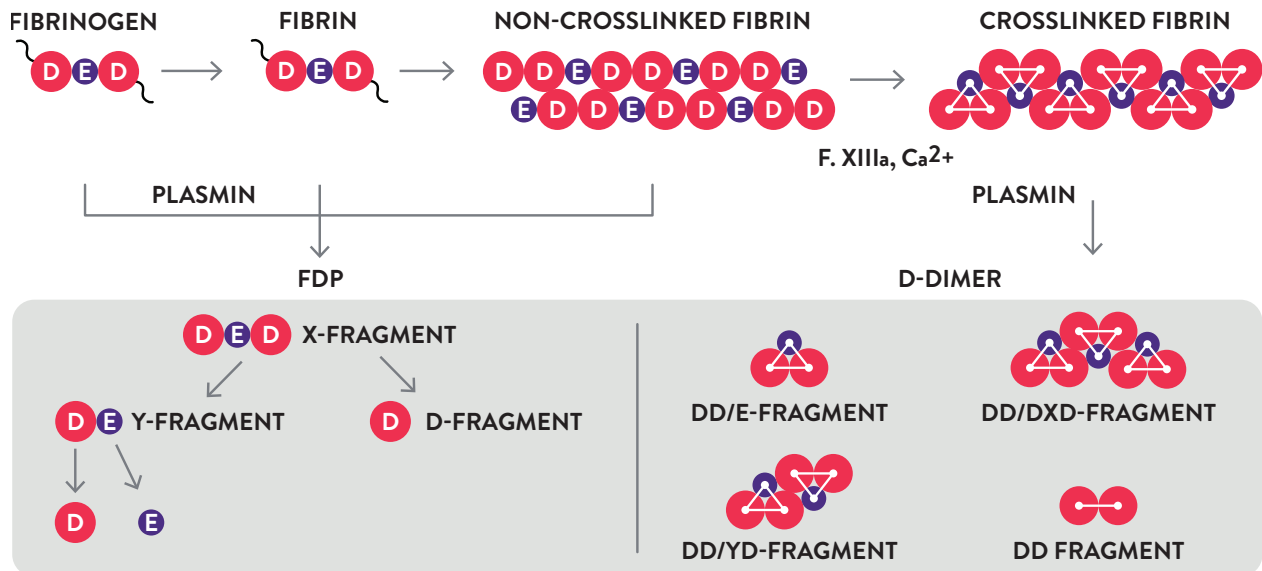 FIBRINOGEN
FIBRIN
NON-CROSSLINKED FIBRIN
CROSSLINKED FIBRIN
D E D
D E D
D D E D D E D D E
E D D E D D E D D
F. XIIIa, Ca2+
PLASMIN
PLASMIN
FDP
D-DIMER
D E D X-FRAGMENT
D E Y-FRAGMENT
D D-FRAGMENT
D E
DD/E-FRAGMENT
DD/DXD-FRAGMENT
DD/YD-FRAGMENT
DD FRAGMENT